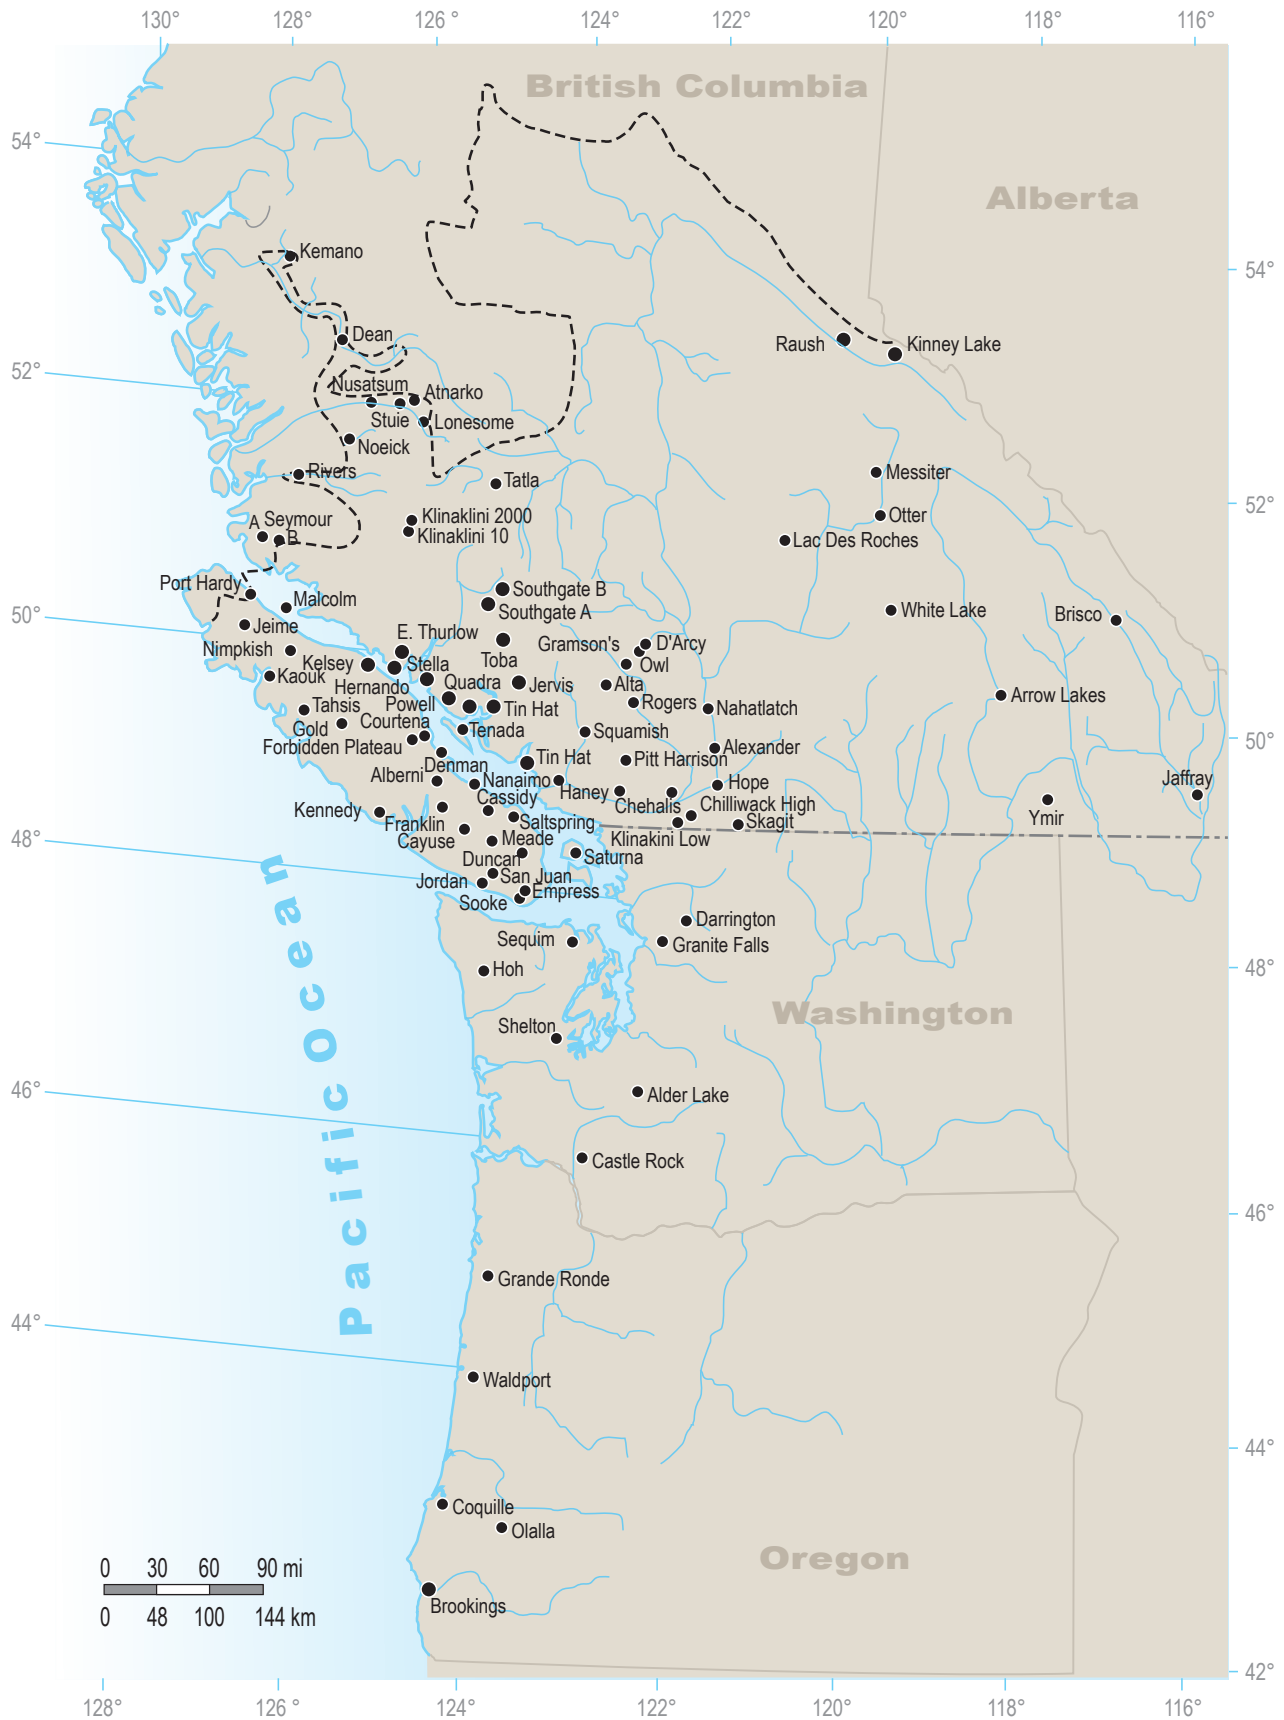 130° 128° 126° 124° 122° 120° 118° 116°
British Columbia
54°
Alberta
Kemano
54°
Dean
Raush
Kinney Lake
52°
Nusatsum
Atnarko
Stuie
Lonesome
Noeick
Rivers
Tatla
Messiter
52°
Klinaklini 2000
Otter
A Seymour
B
Klinaklini 10
Lac Des Roches
Port Hardy
Southgate B
Malcolm
Southgate A
White Lake
Brisco
50°
Jeime
E. Thurlow
Gramson's
D'Arcy
Nimpkish
Kelsey
Stella
Toba
Owl
Kaouk
Hernando
Quadra
Jervis
Alta
Arrow Lakes
Tahsis
Powell
Tin Hat
Rogers
Nahatlatch
Gold
Courtena
Tenada
Squamish
50°
Forbidden Plateau
Alexander
Denman
Tin Hat
Pitt Harrison
Alberni
Nanaimo
Haney
Hope
Jaffray
Cassidy
Chehalis
Chilliwack High
Kennedy
Franklin
Saltspring
Skagit
Ymir
48°
Cayuse
Meade
Klinakini Low
Duncan
Saturna
Jordan
San Juan
Sooke
Empress
Darrington
Sequim
Granite Falls
Hoh
48°
Washington
Shelton
Pacific Ocean
46°
Alder Lake
Castle Rock
46°
Grande Ronde
44°
Waldport
44°
Coquille
Olalla
Oregon
0 30 60 90 mi
0 48 100 144 km
Brookings
42°
128° 126° 124° 122° 120° 118° 116°